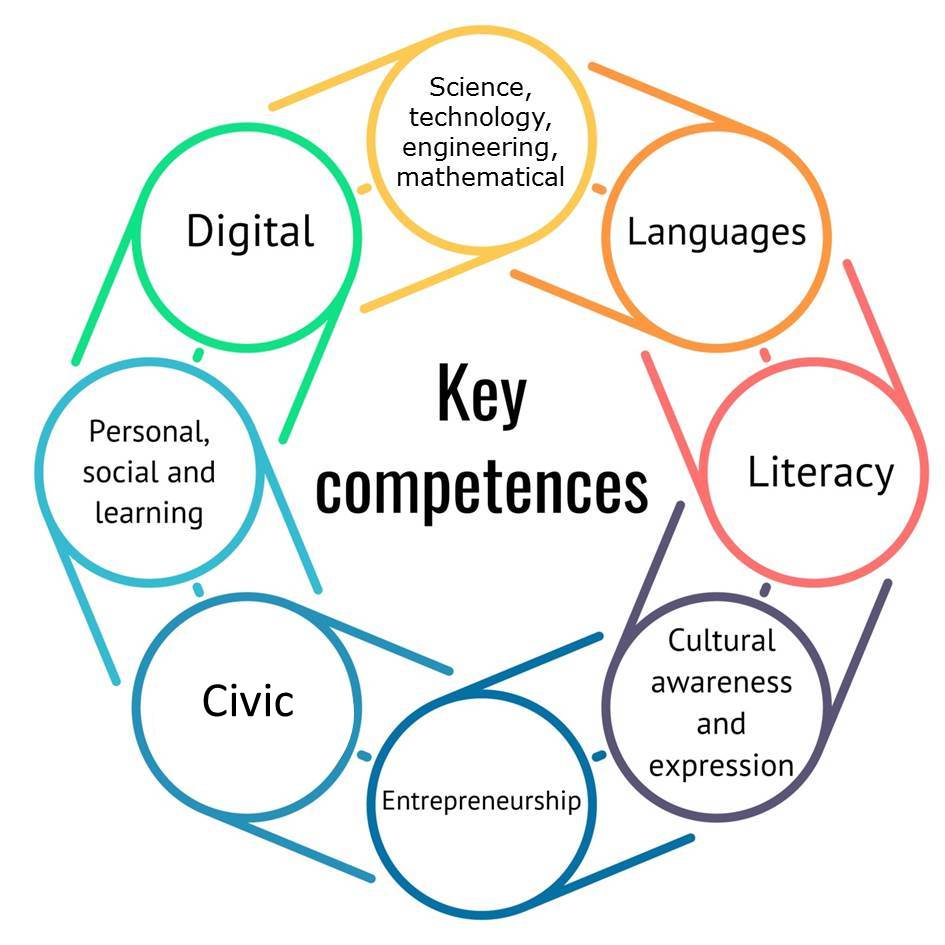 Science,
technology,
engineering,
mathematical
Digital
Languages
Key
competences
Personal,
social and
learning
Literacy
Civic
Cultural
awareness
and
expression
Entrepreneurship